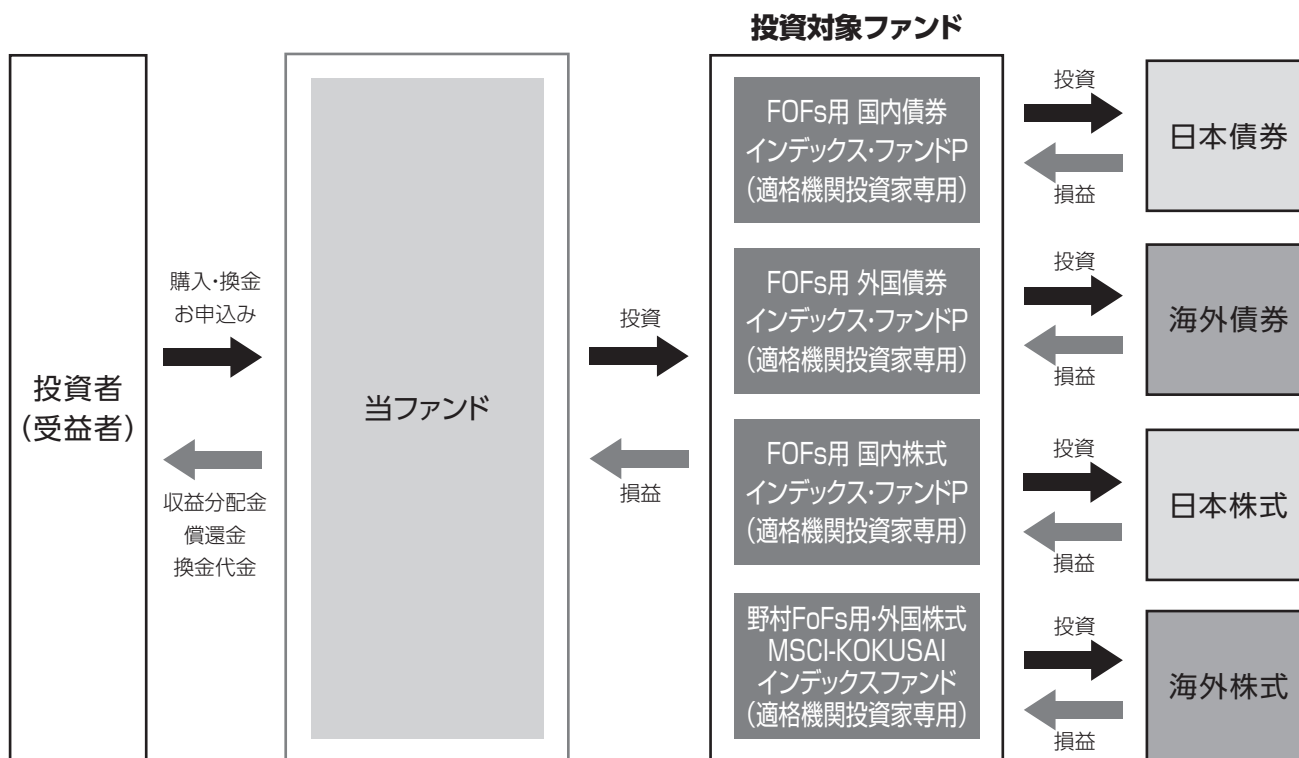 投資対象ファンド
投資者
（受益者）
購入・換金
お申込み
収益分配金
償還金
換金代金
当ファンド
投資
損益
FOFs用 国内債券
インデックス・ファンドP
（適格機関投資家専用）
投資
損益
日本債券
FOFs用 外国債券
インデックス・ファンドP
（適格機関投資家専用）
投資
損益
海外債券
FOFs用 国内株式
インデックス・ファンドP
（適格機関投資家専用）
投資
損益
日本株式
野村FoFs用・外国株式
MSCI-KOKUSAI
インデックスファンド
（適格機関投資家専用）
投資
損益
海外株式